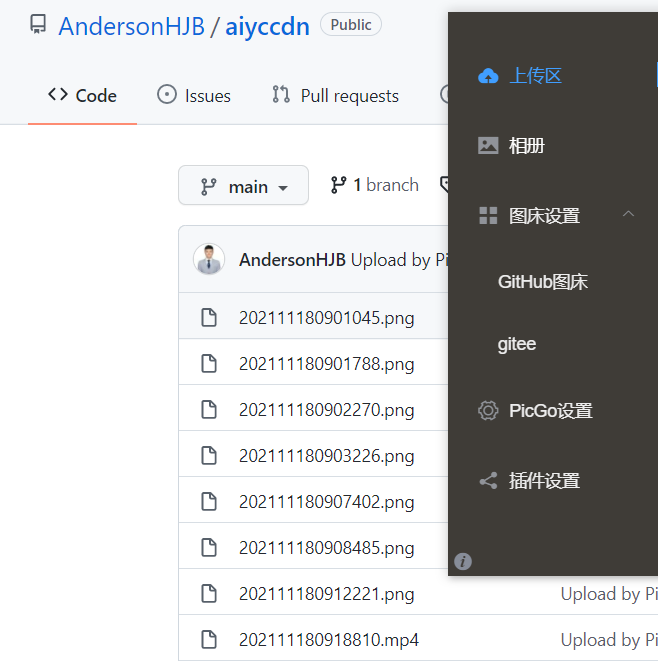 AndersonHJB / aiyccdn Public
Code Issues Pull requests
main 1 branch
AndersonHJB Upload by Pi
202111180901045.png
202111180901788.png
202111180902270.png
202111180903226.png
202111180907402.png
202111180908485.png
202111180912221.png Upload by Pi
202111180918810.mp4 Upload by Pi
上传区
相册
图床设置
GitHub图床
gitee
PicGo设置
插件设置